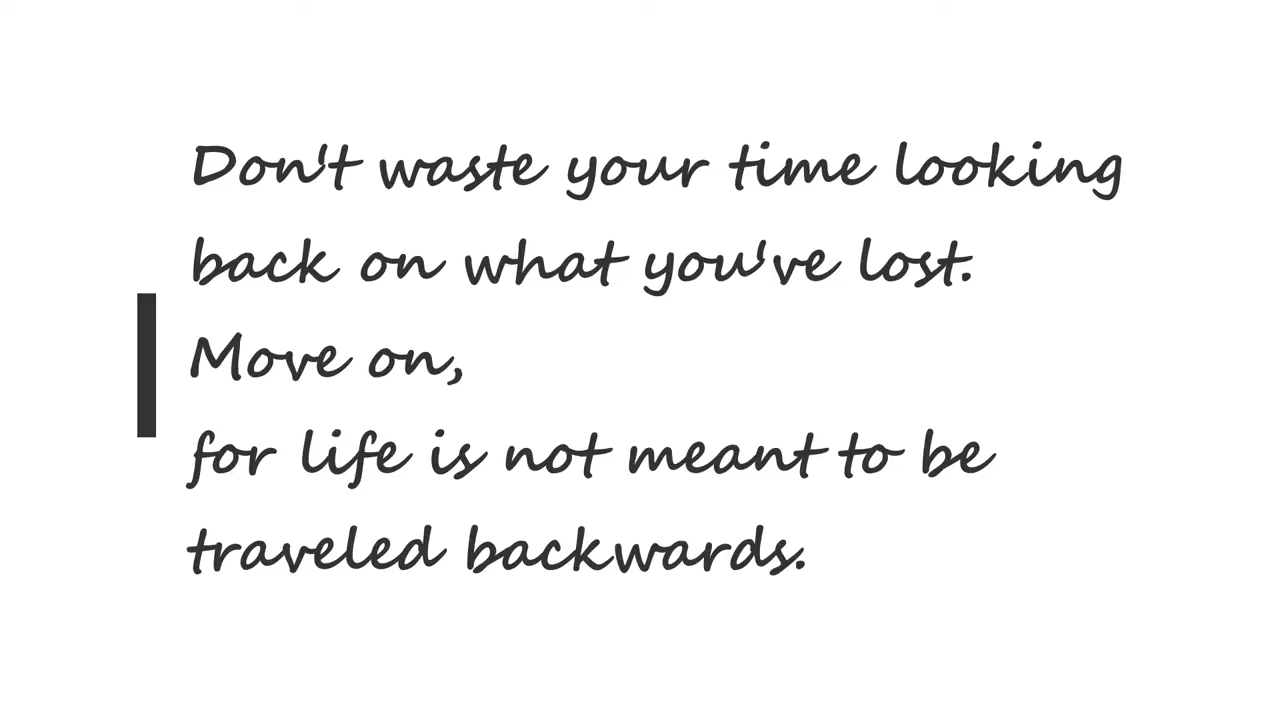 Don't waste your time looking
back on what you've lost.
Move on,
for life is not meant to be
traveled backwards.